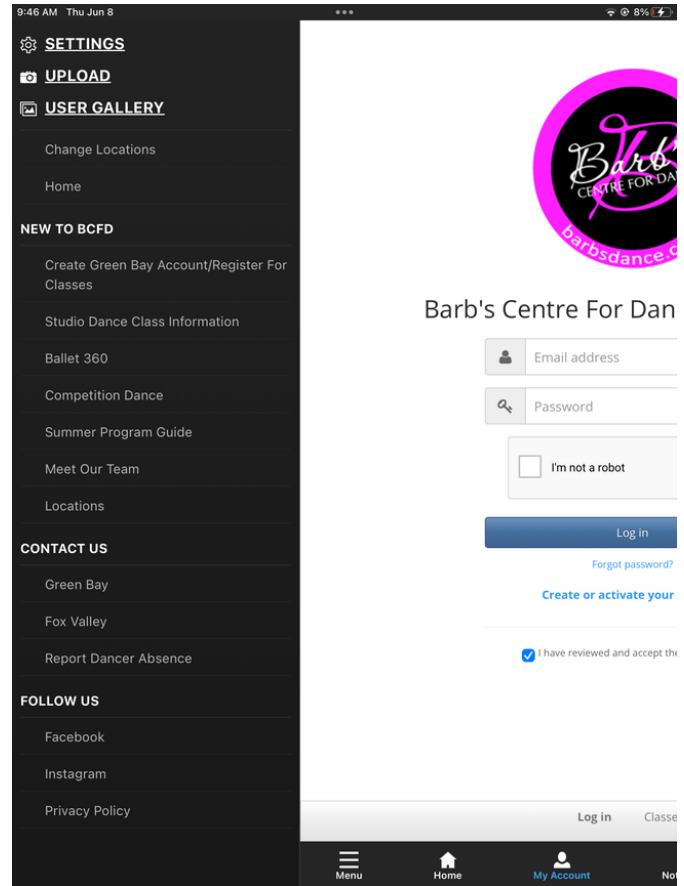 9:46 AM Thu Jun 8
8%
SETTINGS
UPLOAD
USER GALLERY
Change Locations
Home
NEW TO BCFD
Create Green Bay Account/Register For
Classes
Studio Dance Class Information
Ballet 360
Competition Dance
Summer Program Guide
Meet Our Team
Locations
CONTACT US
Green Bay
Fox Valley
Report Dancer Absence
FOLLOW US
Facebook
Instagram
Privacy Policy
Barb's
CENTRE FOR DA
barbsdance.c
Barb's Centre For Dan
Email address
Password
I'm not a robot
Log in
Forgot password?
Create or activate your
I have reviewed and accept the
Log in Classe
Menu Home My Account Not